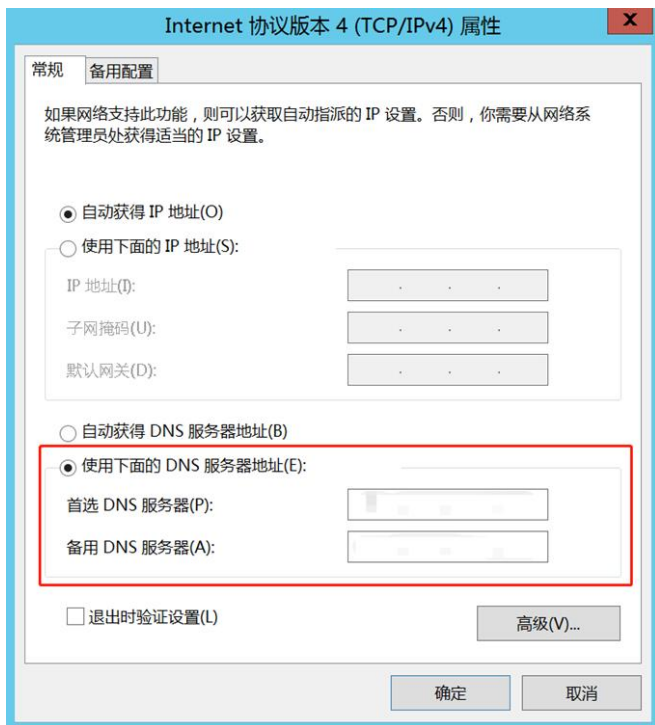 Internet 协议版本 4 (TCP/IPv4) 属性
x
常规
备用配置
如果网络支持此功能，则可以获取自动指派的 IP 设置。否则，你需要从网络系
统管理员处获得适当的 IP 设置。
自动获得 IP 地址(O)
使用下面的 IP 地址(S):
IP 地址(I):
子网掩码(U):
默认网关(D):
自动获得 DNS 服务器地址(B)
使用下面的 DNS 服务器地址(E):
首选 DNS 服务器(P):
备用 DNS 服务器(A):
退出时验证设置(L)
高级(V)...
确定
取消